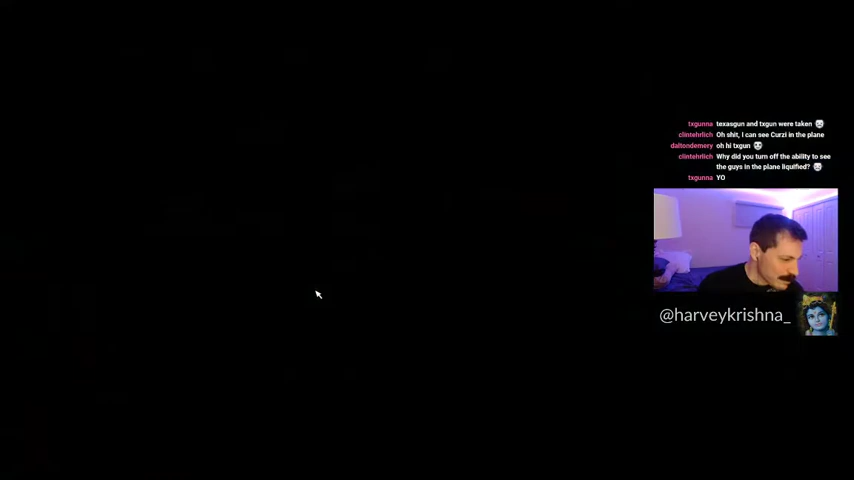 txgunna texasgun and txgun were taken
clintehrlich Oh shit, I can see Curzi in the plane
daltondemery oh hi txgun
clintehrlich Why did you turn off the ability to see
the guys in the plane liquified?
txgunna YO
@harveykrishna_